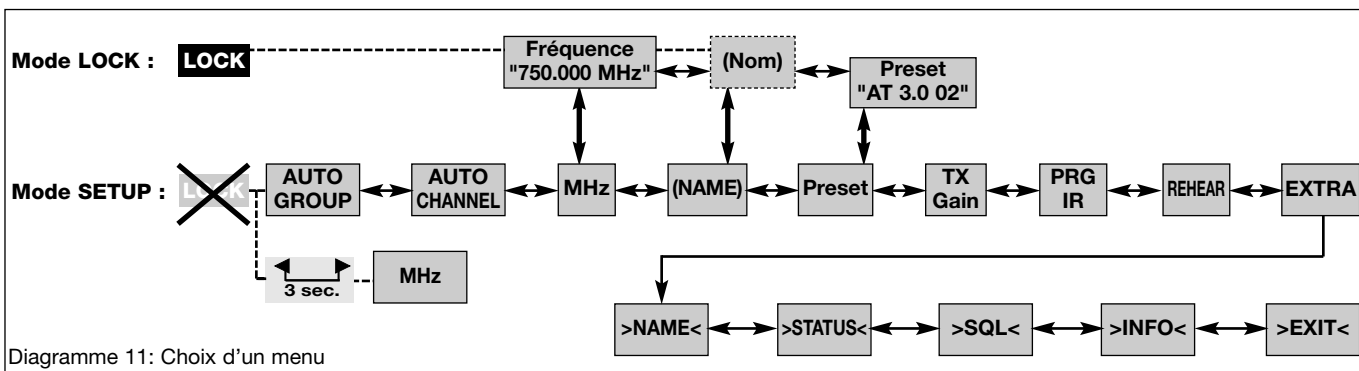 Mode LOCK : LOCK
Fréquence
"750.000 MHz"
(Nom)
Preset
"AT 3.0 02"
Mode SETUP : LOCK
AUTO
GROUP
AUTO
CHANNEL
MHz
(NAME)
Preset
TX
Gain
PRG
IR
REHEAR
EXTRA
3 sec.
MHz
>NAME<
>STATUS<
>SQL<
>INFO<
>EXIT<
Diagramme 11: Choix d’un menu